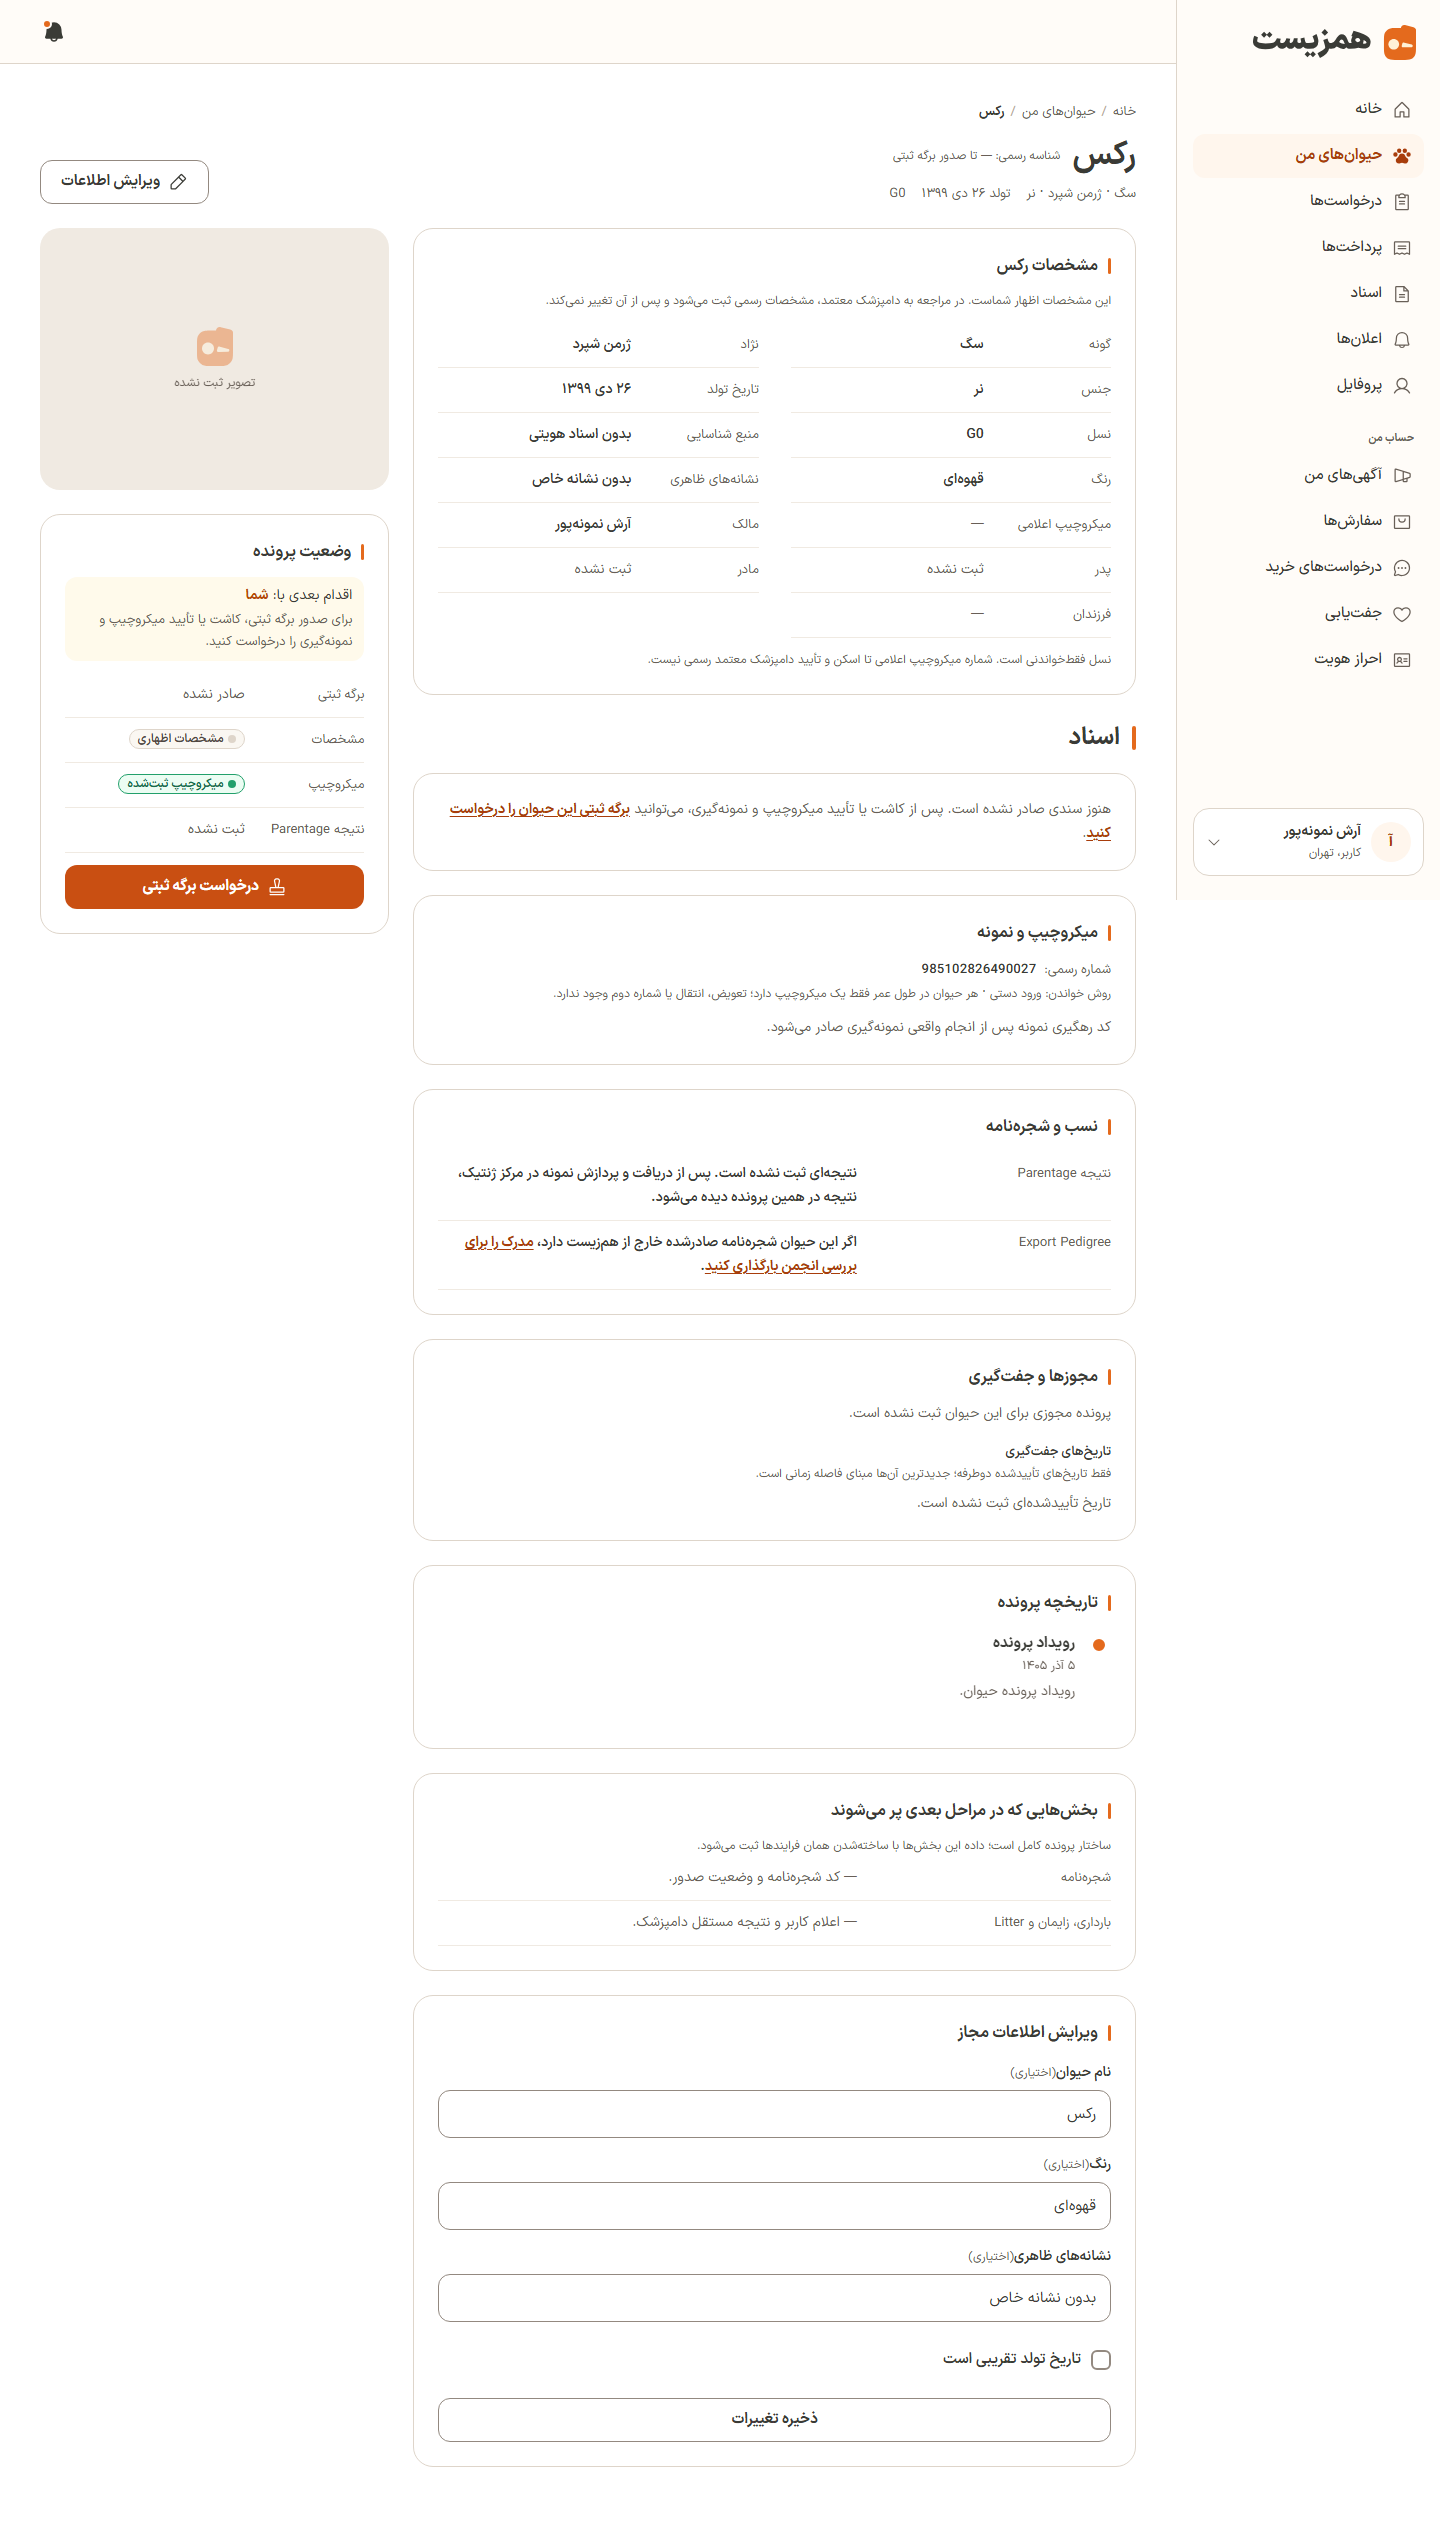 همزیست
خانه
حیوان‌های من
درخواست‌ها
پرداخت‌ها
اسناد
اعلان‌ها
پروفایل
حساب من
آگهی‌های من
سفارش‌ها
درخواست‌های خرید
جفت‌یابی
احراز هویت
آ
آرش نمونه‌پور
کاربر، تهران
خانه / حیوان‌های من / رکس
رکس شناسه رسمی: — تا صدور برگه ثبتی
سگ · ژرمن شپرد · نر تولد ۲۶ دی ۱۳۹۹ G0
ویرایش اطلاعات
مشخصات رکس
این مشخصات اظهار شماست. در مراجعه به دامپزشک معتمد، مشخصات رسمی ثبت می‌شود و پس از آن تغییر نمی‌کند.
گونه سگ نژاد ژرمن شپرد
جنس نر تاریخ تولد ۲۶ دی ۱۳۹۹
نسل G0 منبع شناسایی بدون اسناد هویتی
رنگ قهوه‌ای نشانه‌های ظاهری بدون نشانه خاص
میکروچیپ اعلامی — مالک آرش نمونه‌پور
پدر ثبت نشده مادر ثبت نشده
فرزندان —
نسل فقط‌خواندنی است. شماره میکروچیپ اعلامی تا اسکن و تأیید دامپزشک معتمد رسمی نیست.
اسناد
هنوز سندی صادر نشده است. پس از کاشت یا تأیید میکروچیپ و نمونه‌گیری، می‌توانید برگه ثبتی این حیوان را درخواست
کنید.
میکروچیپ و نمونه
شماره رسمی: 985102826490027
روش خواندن: ورود دستی · هر حیوان در طول عمر فقط یک میکروچیپ دارد؛ تعویض، انتقال یا شماره دوم وجود ندارد.
کد رهگیری نمونه پس از انجام واقعی نمونه‌گیری صادر می‌شود.
نسب و شجره‌نامه
نتیجه Parentage نتیجه‌ای ثبت نشده است. پس از دریافت و پردازش نمونه در مرکز ژنتیک،
نتیجه در همین پرونده دیده می‌شود.
Export Pedigree اگر این حیوان شجره‌نامه صادرشده خارج از هم‌زیست دارد، مدرک را برای
بررسی انجمن بارگذاری کنید.
مجوزها و جفت‌گیری
پرونده مجوزی برای این حیوان ثبت نشده است.
تاریخ‌های جفت‌گیری
فقط تاریخ‌های تأییدشده دوطرفه؛ جدیدترین آن‌ها مبنای فاصله زمانی است.
تاریخ تأییدشده‌ای ثبت نشده است.
تاریخچه پرونده
رویداد پرونده
۵ آذر ۱۴۰۵
رویداد پرونده حیوان.
بخش‌هایی که در مراحل بعدی پر می‌شوند
ساختار پرونده کامل است؛ داده این بخش‌ها با ساخته‌شدن همان فرایندها ثبت می‌شود.
شجره‌نامه — کد شجره‌نامه و وضعیت صدور.
بارداری، زایمان و Litter — اعلام کاربر و نتیجه مستقل دامپزشک.
ویرایش اطلاعات مجاز
نام حیوان(اختیاری)
رکس
رنگ(اختیاری)
قهوه‌ای
نشانه‌های ظاهری(اختیاری)
بدون نشانه خاص
تاریخ تولد تقریبی است
ذخیره تغییرات
تصویر ثبت نشده
وضعیت پرونده
اقدام بعدی با: شما
برای صدور برگه ثبتی، کاشت یا تأیید میکروچیپ و
نمونه‌گیری را درخواست کنید.
برگه ثبتی صادر نشده
مشخصات مشخصات اظهاری
میکروچیپ میکروچیپ ثبت‌شده
نتیجه Parentage ثبت نشده
درخواست برگه ثبتی